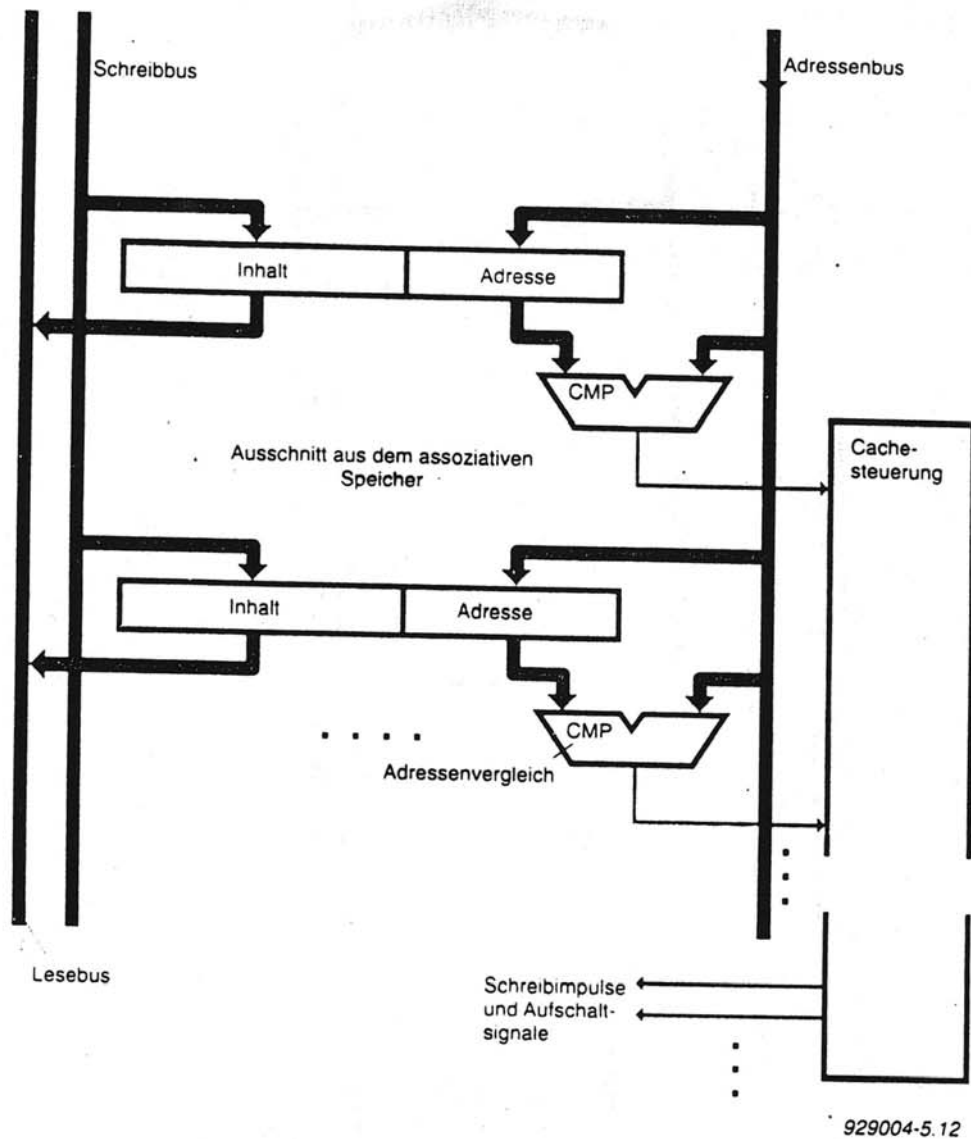 Schreibbus
Adressenbus
Inhalt
Adresse
CMP
Ausschnitt aus dem assoziativen
Speicher
Cache-
steuerung
Inhalt
Adresse
CMP
Adressenvergleich
Lesebus
Schreibimpulse
und Aufschalt-
signale
929004-5.12